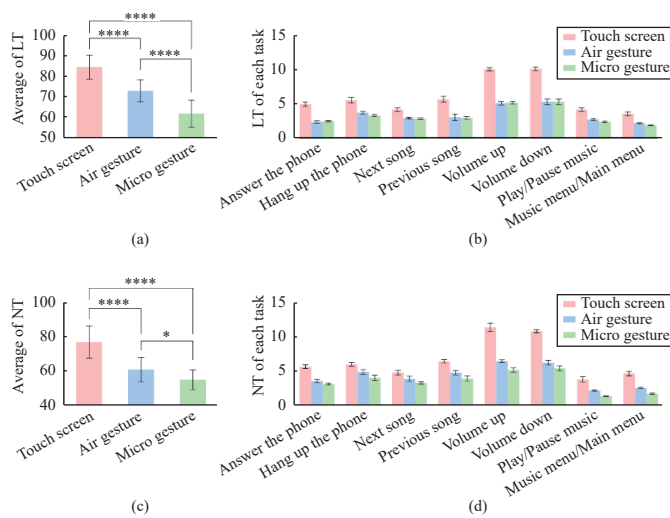 ****
****
****
Average of LT
100
90
80
70
60
50
Touch screen
Air gesture
Micro gesture
(a)
LT of each task
15
10
5
0
Touch screen
Air gesture
Micro gesture
Answer the phone
Hang up the phone
Next song
Previous song
Volume up
Volume down
Play/Pause music
Music menu/Main menu
(b)
****
****
*
Average of NT
100
80
60
40
Touch screen
Air gesture
Micro gesture
(c)
NT of each task
15
10
5
0
Touch screen
Air gesture
Micro gesture
Answer the phone
Hang up the phone
Next song
Previous song
Volume up
Volume down
Play/Pause music
Music menu/Main menu
(d)